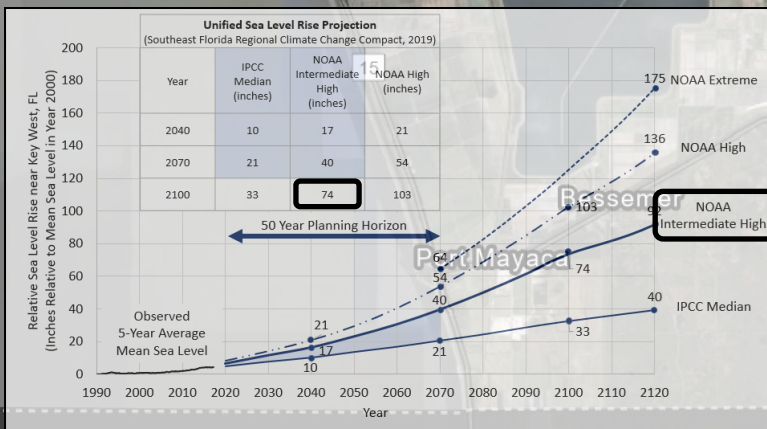 Unified Sea Level Rise Projection
(Southeast Florida Regional Climate Change Compact, 2019)
Year
IPCC
Median
(inches)
NOAA
Intermediate
High
(inches)
NOAA High
(inches)
15
2040 10 17 21
2070 21 40 54
2100 33 74 103
50 Year Planning Horizon
Relative Sea Level Rise near Key West, FL
(Inches Relative to Mean Sea Level in Year 2000)
200
180
160
140
120
100
80
60
40
20
0
Observed
5-Year Average
Mean Sea Level
175 NOAA Extreme
136
NOAA High
103
92
NOAA
Intermediate High
64
54
40
74
40
IPCC Median
21
17
10
21
33
Port Mayaca
1990 2000 2010 2020 2030 2040 2050 2060 2070 2080 2090 2100 2110 2120
Year